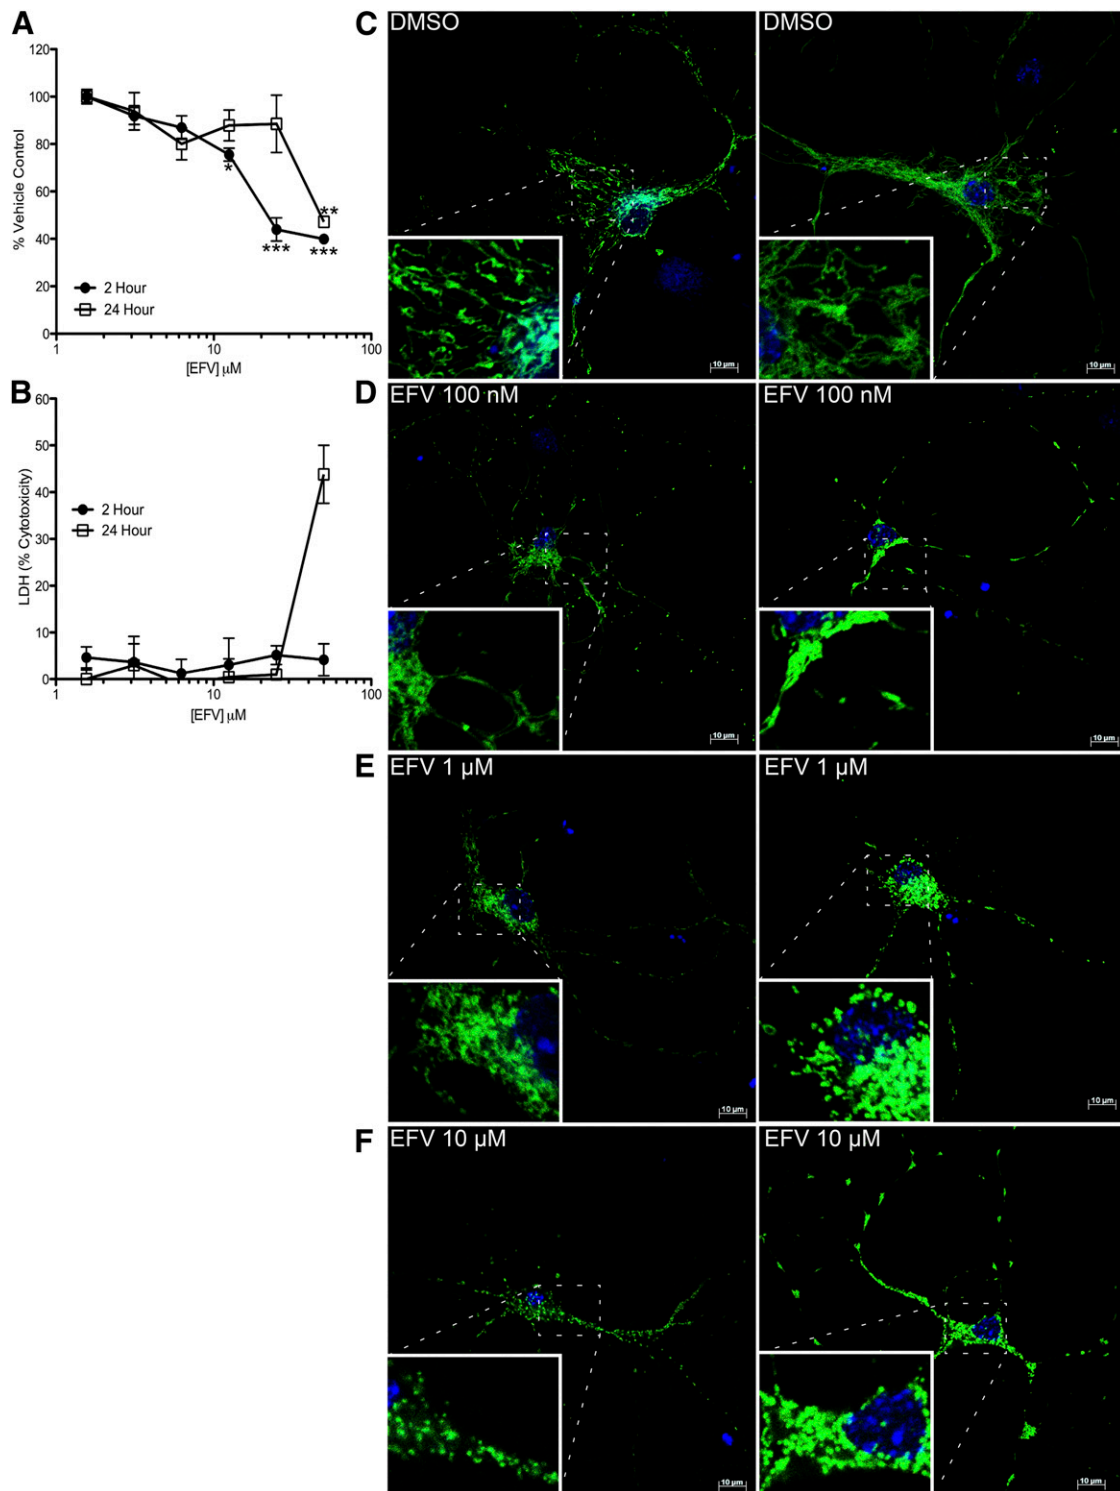 A
120
100
80
60
40
20
0
% Vehicle Control
*
***
**
***
2 Hour
24 Hour
1
10
100
[EFV] µM
B
60
50
40
30
20
10
0
LDH (% Cytotoxicity)
2 Hour
24 Hour
1
10
100
[EFV] µM
C
DMSO
10 µm
DMSO
10 µm
D
EFV 100 nM
10 µm
EFV 100 nM
10 µm
E
EFV 1 µM
10 µm
EFV 1 µM
10 µm
F
EFV 10 µM
10 µm
EFV 10 µM
10 µm